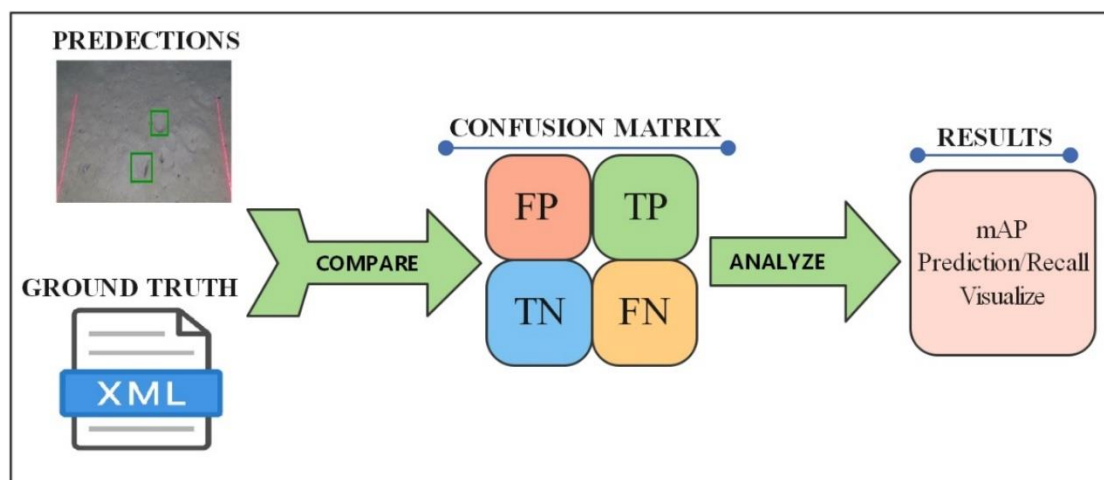 PREDECTIONS
GROUND TRUTH
XML
COMPARE
CONFUSION MATRIX
FP TP
TN FN
ANALYZE
RESULTS
mAP
Prediction/Recall
Visualize